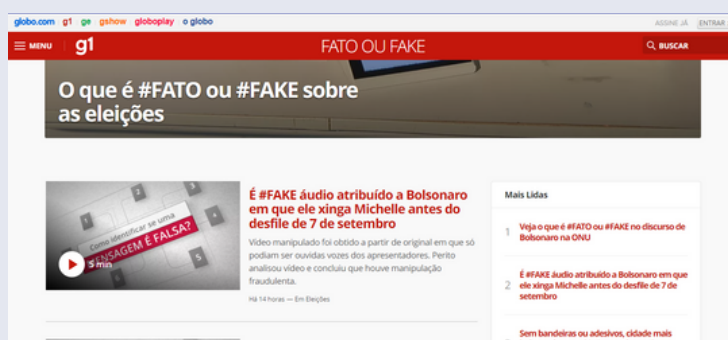 globo.com g1 ge gshow globoplay o globo
ASSINE JÁ ENTRAR
MENU g1 FATO OU FAKE BUSCAR
O que é #FATO ou #FAKE sobre
as eleições
Como identificar se uma
MENSAGEM É FALSA?
1
2
3
4
5
5 min
É #FAKE áudio atribuído a Bolsonaro
em que ele xinga Michelle antes do
desfile de 7 de setembro
Vídeo manipulado foi obtido a partir de original em que só
podiam ser ouvidas vozes dos apresentadores. Perito
analisou vídeo e concluiu que houve manipulação
fraudulenta.
Há 14 horas — Em Eleições
Mais Lidas
1
Veja o que é #FATO ou #FAKE no discurso de
Bolsonaro na ONU
2
É #FAKE áudio atribuído a Bolsonaro em que
ele xinga Michelle antes do desfile de 7 de
setembro
Sem bandeiras ou adesivos, cidade mais